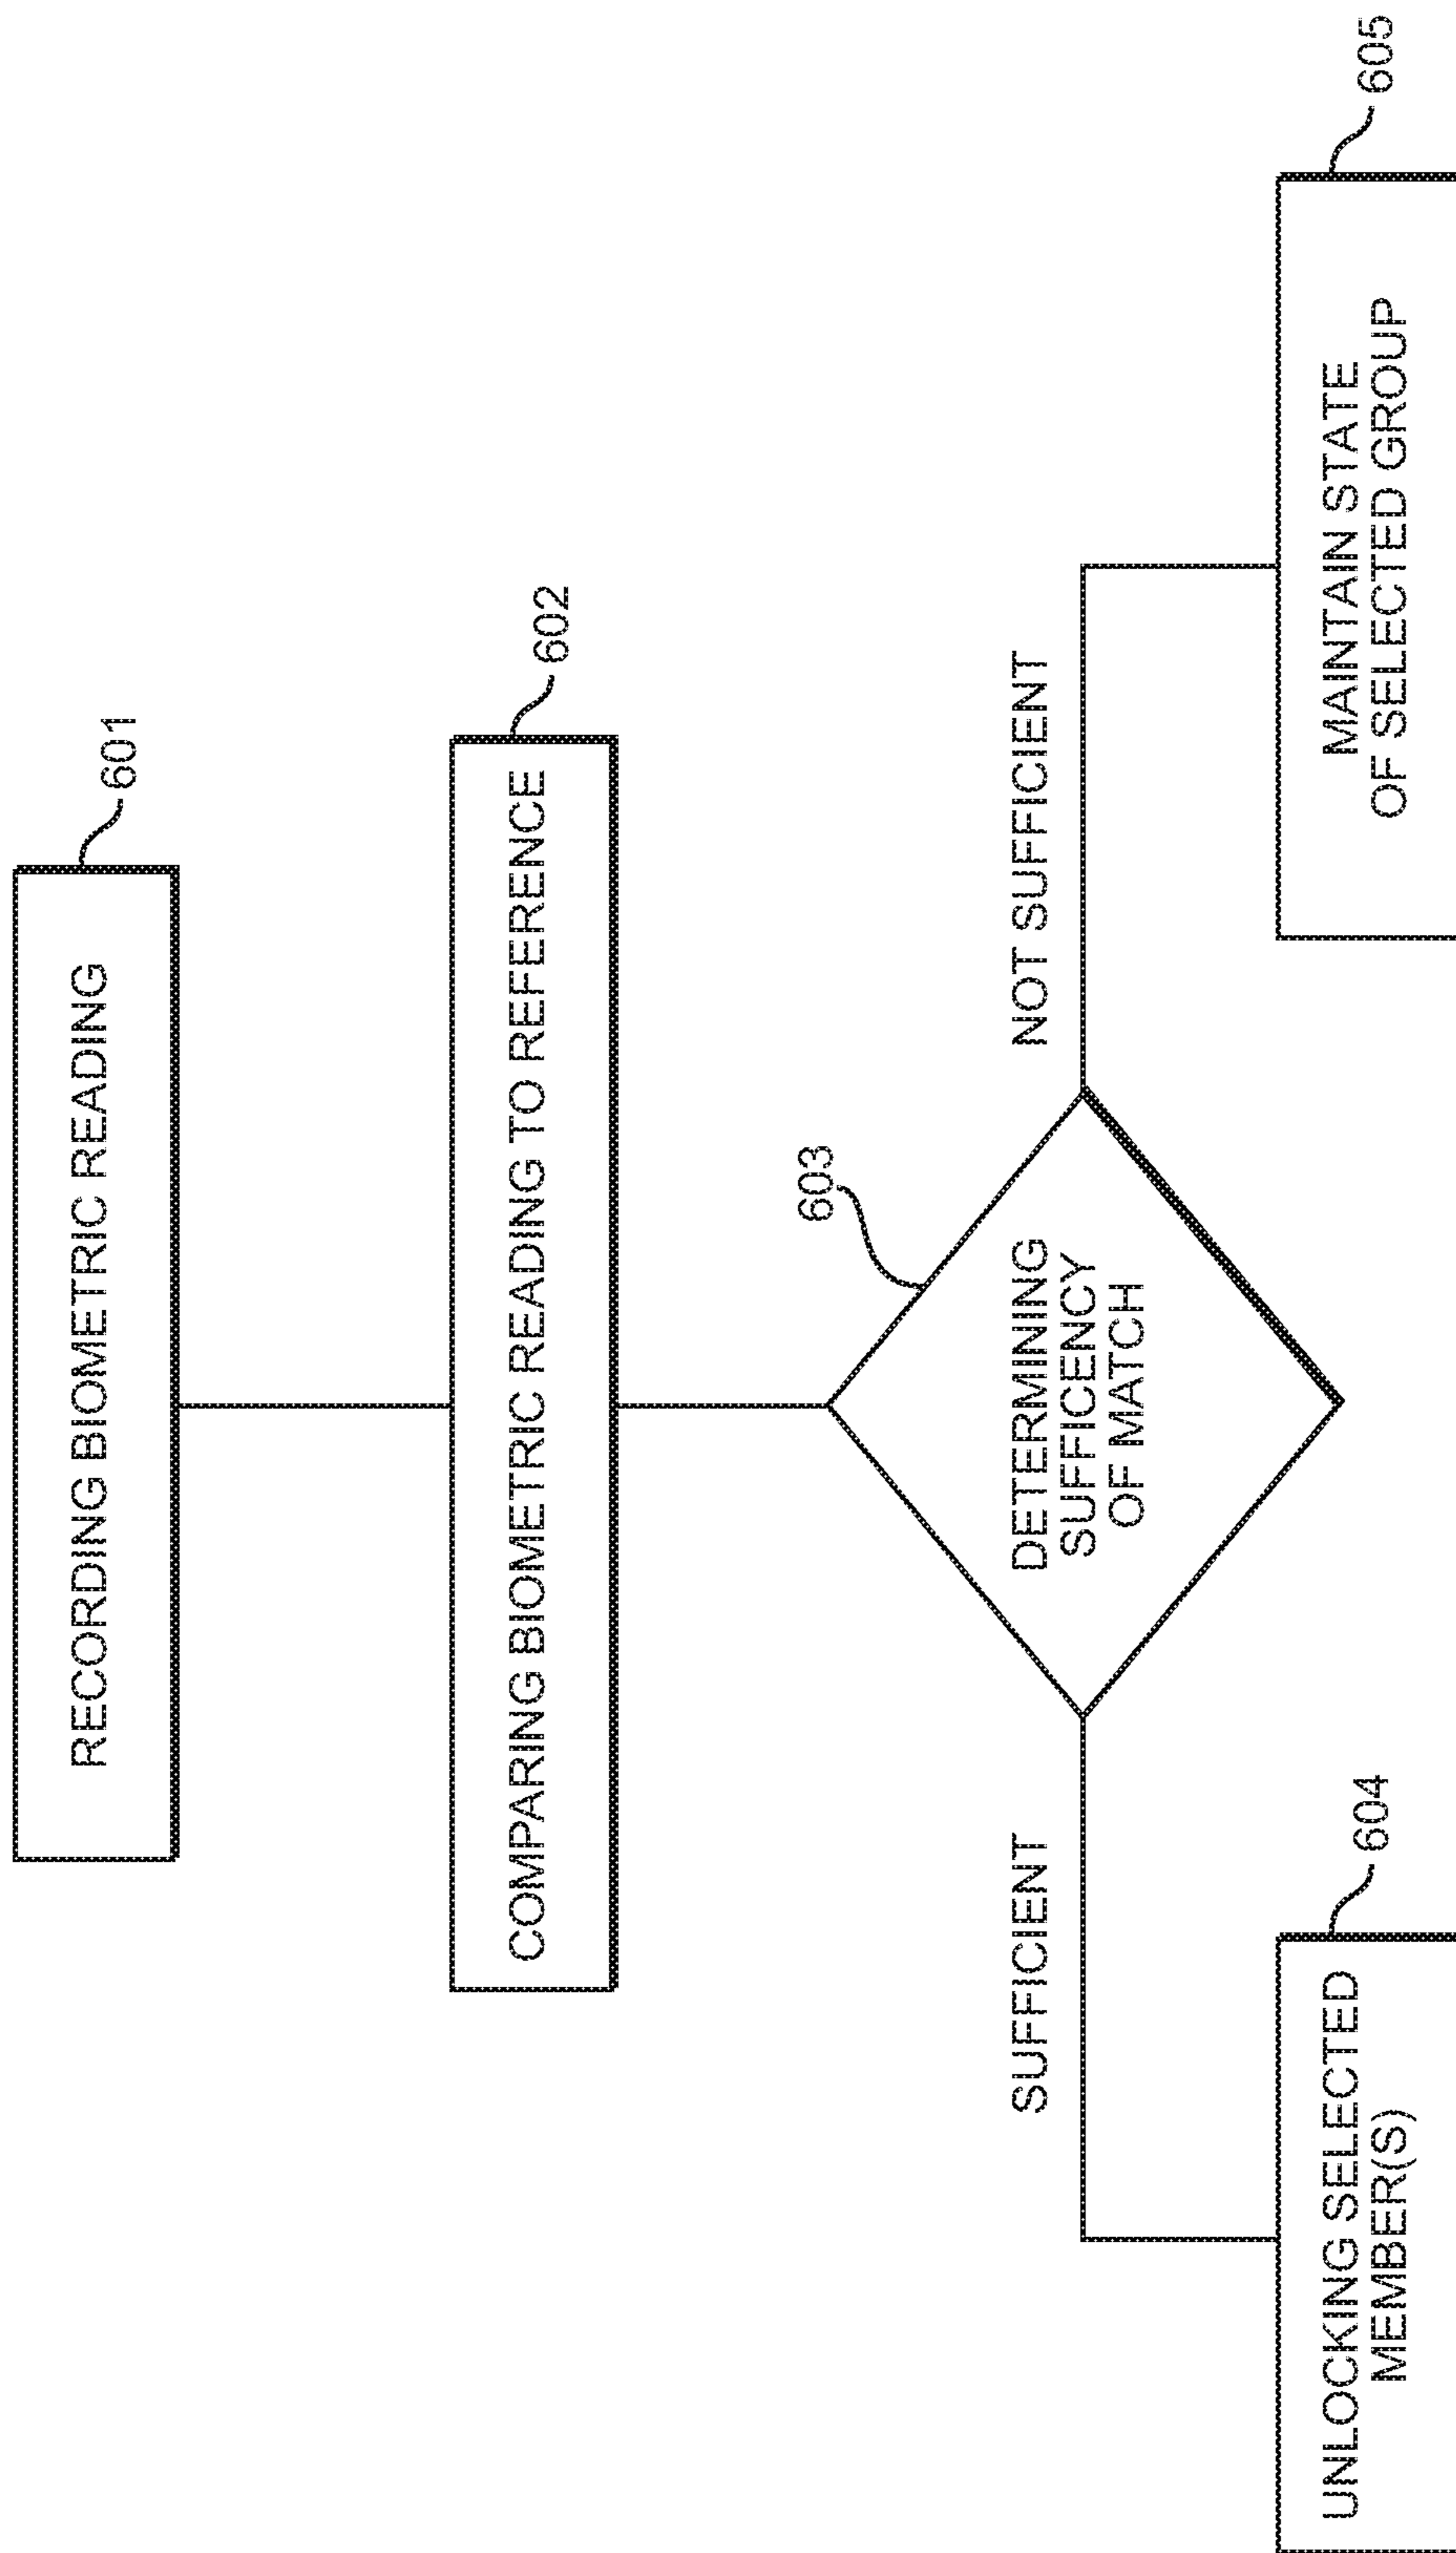 RECORDING BIOMETRIC READING
601
COMPARING BIOMETRIC READING TO REFERENCE
602
603
DETERMINING
SUFFICENCY
OF MATCH
SUFFICIENT
NOT SUFFICIENT
UNLOCKING SELECTED
MEMBER(S)
604
MAINTAIN STATE
OF SELECTED GROUP
605